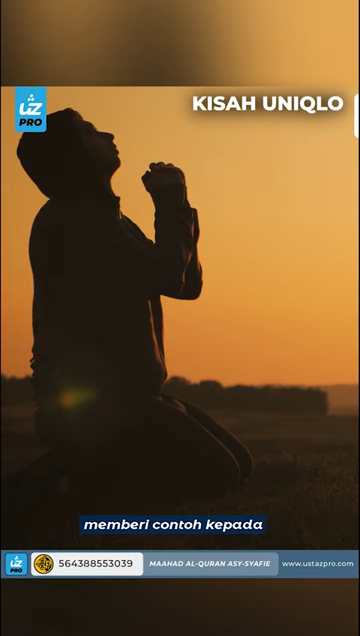 UZ
PRO
KISAH UNIQLO
memberi contoh kepada
UZ
PRO
564388553039
MAAHAD AL-QURAN ASY-SYAFIE
www.ustazpro.com